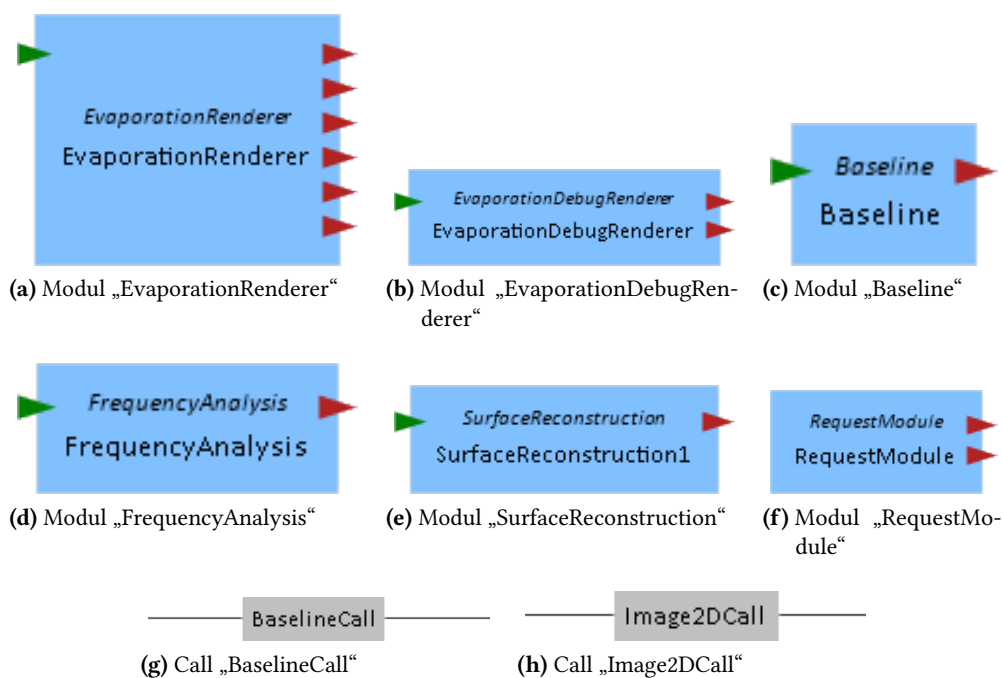 EvaporationRenderer
EvaporationRenderer
(a) Modul „EvaporationRenderer“
EvaporationDebugRenderer
EvaporationDebugRenderer
(b) Modul „EvaporationDebugRen-
derer“
Baseline
Baseline
(c) Modul „Baseline“
FrequencyAnalysis
FrequencyAnalysis
(d) Modul „FrequencyAnalysis“
SurfaceReconstruction
SurfaceReconstruction1
(e) Modul „SurfaceReconstruction“
RequestModule
RequestModule
(f) Modul „RequestMo-
dule“
BaselineCall
(g) Call „BaselineCall“
Image2DCall
(h) Call „Image2DCall“